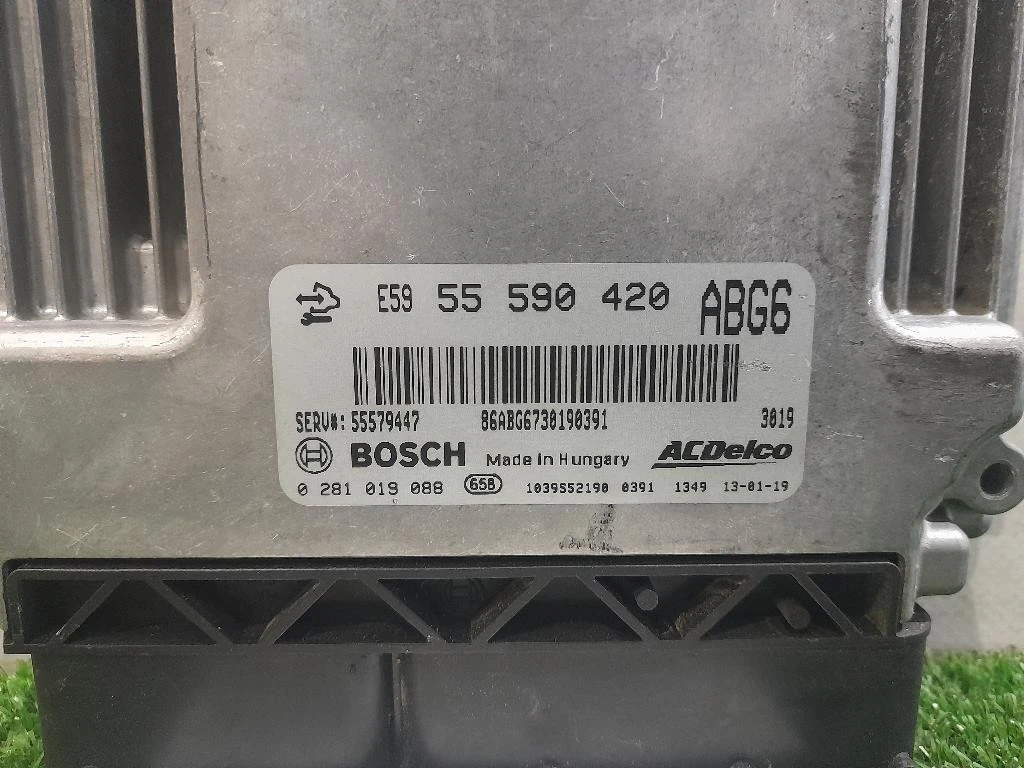 E59 55 590 420 ABG6
SERV#: 55579447 86ABG6730190391 3019
BOSCH Made in Hungary ACDelco
0 281 019 088 65B 1039S52190 0391 1349 13-01-19